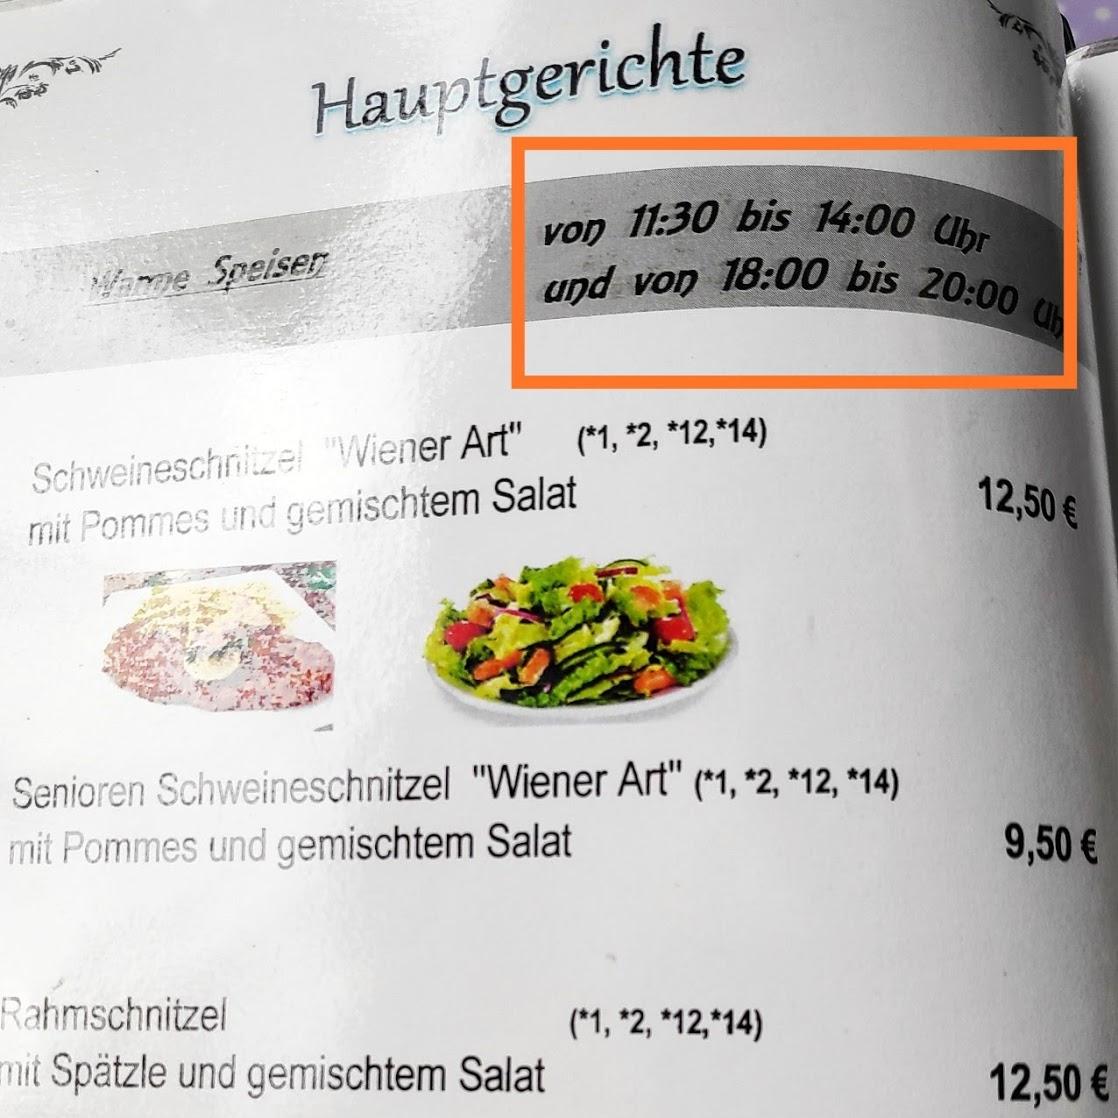 Hauptgerichte
Warme Speisen
von 11:30 bis 14:00 Uhr
und von 18:00 bis 20:00 Uh
Schweineschnitzel "Wiener Art" (*1, *2, *12,*14)
mit Pommes und gemischtem Salat
12,50 €
Senioren Schweineschnitzel "Wiener Art" (*1, *2, *12, *14)
mit Pommes und gemischtem Salat
9,50 €
Rahmschnitzel (*1, *2, *12,*14)
mit Spätzle und gemischtem Salat
12,50 €